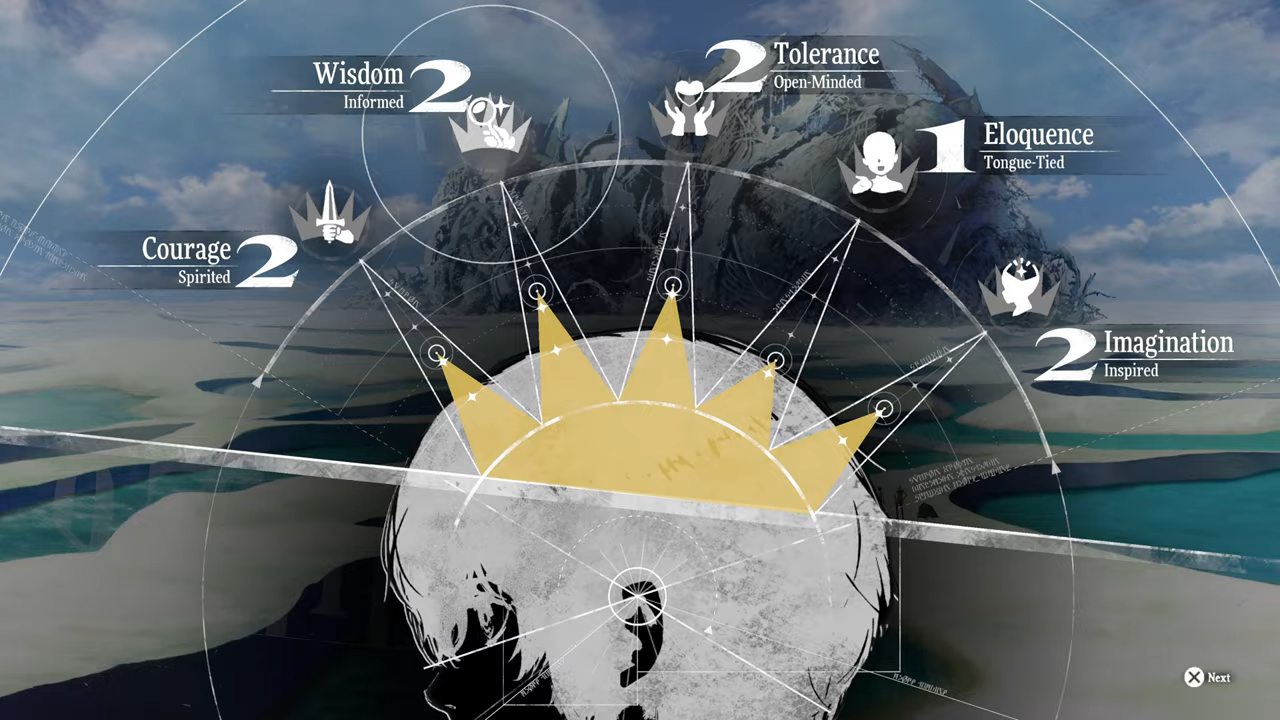 Wisdom 2
Informed
2 Tolerance
Open-Minded
1 Eloquence
Tongue-Tied
Courage 2
Spirited
2 Imagination
Inspired
Next